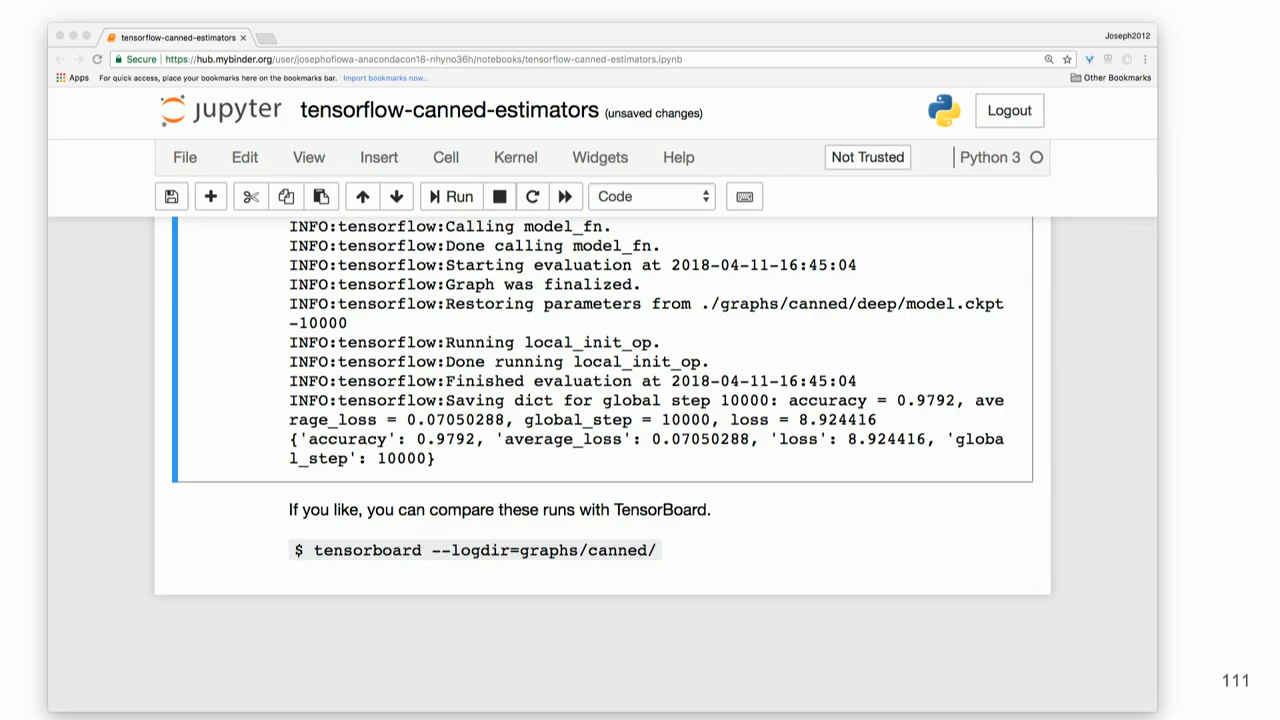 tensorflow-canned-estimators ×
Joseph2012
Secure https://hub.mybinder.org/user/josephofiowa-anacondacon18-nhyno36h/notebooks/tensorflow-canned-estimators.ipynb
Apps For quick access, place your bookmarks here on the bookmarks bar. Import bookmarks now... Other Bookmarks
jupyter tensorflow-canned-estimators (unsaved changes) Logout
File Edit View Insert Cell Kernel Widgets Help Not Trusted Python 3
Run Code
INFO:tensorflow:Calling model_fn.
INFO:tensorflow:Done calling model_fn.
INFO:tensorflow:Starting evaluation at 2018-04-11-16:45:04
INFO:tensorflow:Graph was finalized.
INFO:tensorflow:Restoring parameters from ./graphs/canned/deep/model.ckpt
-10000
INFO:tensorflow:Running local_init_op.
INFO:tensorflow:Done running local_init_op.
INFO:tensorflow:Finished evaluation at 2018-04-11-16:45:04
INFO:tensorflow:Saving dict for global step 10000: accuracy = 0.9792, ave
rage_loss = 0.07050288, global_step = 10000, loss = 8.924416
{'accuracy': 0.9792, 'average_loss': 0.07050288, 'loss': 8.924416, 'globa
l_step': 10000}
If you like, you can compare these runs with TensorBoard.
$ tensorboard --logdir=graphs/canned/
111